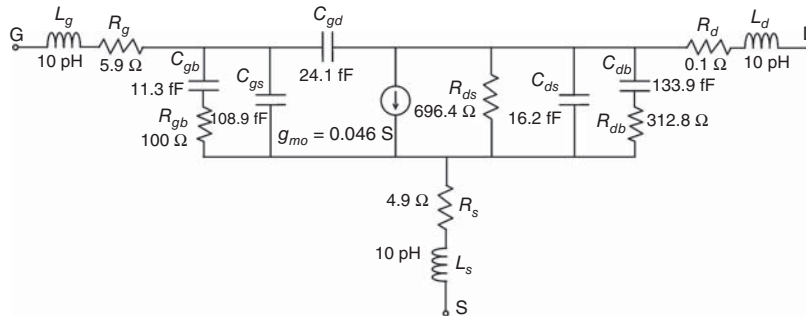 G
L_g
10 pH
R_g
5.9 Ω
C_gb
11.3 fF
R_gb
100 Ω
C_gs
108.9 fF
C_gd
24.1 fF
g_mo = 0.046 S
R_ds
696.4 Ω
C_ds
16.2 fF
C_db
133.9 fF
R_db
312.8 Ω
R_d
0.1 Ω
L_d
10 pH
4.9 Ω
R_s
10 pH
L_s
S